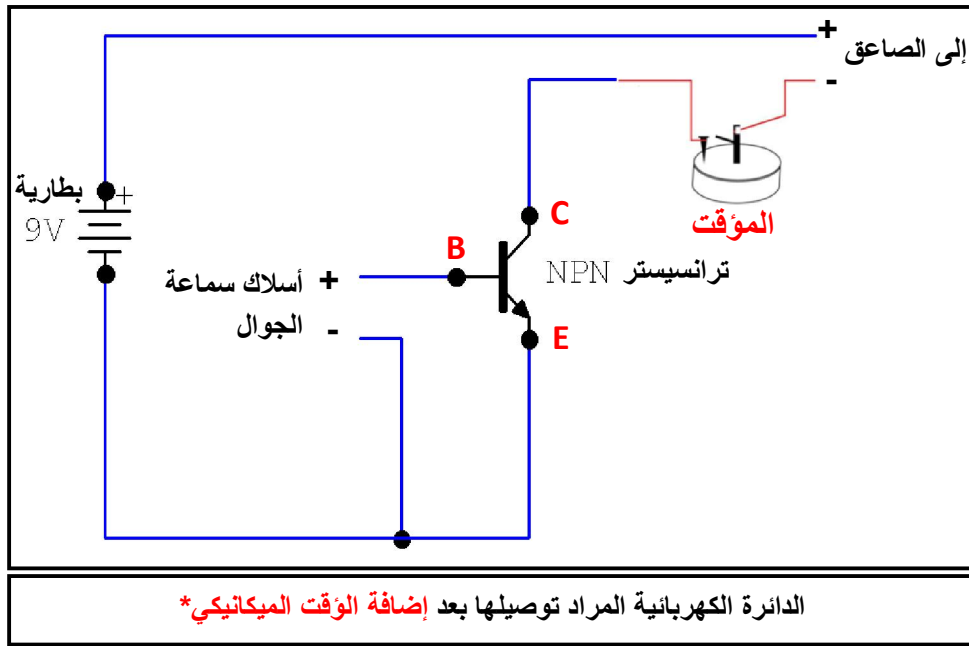 +
إلى الصاعق
-
بطارية
+
9V
المؤقت
C
B
ترانسيستر NPN
+ أسلاك سماعة
- الجوال
E
الدائرة الكهربائية المراد توصيلها بعد إضافة الؤقت الميكانيكي*